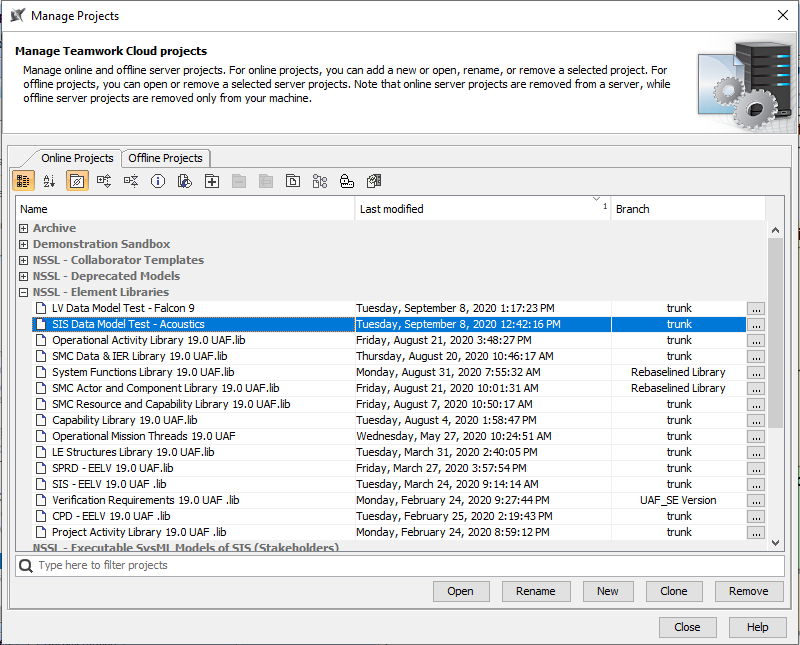 Manage Projects
Manage Teamwork Cloud projects
Manage online and offline server projects. For online projects, you can add a new or open, rename, or remove a selected project. For
offline projects, you can open or remove a selected server projects. Note that online server projects are removed from a server, while
offline server projects are removed only from your machine.
Online Projects Offline Projects
Name Last modified 1 Branch
Archive
Demonstration Sandbox
NSSL - Collaborator Templates
NSSL - Deprecated Models
NSSL - Element Libraries
LV Data Model Test - Falcon 9 Tuesday, September 8, 2020 1:17:23 PM trunk ...
SIS Data Model Test - Acoustics Tuesday, September 8, 2020 12:42:16 PM trunk ...
Operational Activity Library 19.0 UAF.lib Friday, August 21, 2020 3:48:27 PM trunk ...
SMC Data & IER Library 19.0 UAF.lib Thursday, August 20, 2020 10:46:17 AM trunk ...
System Functions Library 19.0 UAF.lib Monday, August 31, 2020 7:55:32 AM Rebaselined Library ...
SMC Actor and Component Library 19.0 UAF.lib Friday, August 21, 2020 10:01:31 AM Rebaselined Library ...
SMC Resource and Capability Library 19.0 UAF.lib Friday, August 7, 2020 10:50:17 AM trunk ...
Capability Library 19.0 UAF.lib Tuesday, August 4, 2020 1:58:47 PM trunk ...
Operational Mission Threads 19.0 UAF Wednesday, May 27, 2020 10:24:51 AM trunk ...
LE Structures Library 19.0 UAF.lib Tuesday, March 31, 2020 2:40:05 PM trunk ...
SPRD - EELV 19.0 UAF.lib Friday, March 27, 2020 3:57:54 PM trunk ...
SIS - EELV 19.0 UAF.lib Tuesday, March 24, 2020 9:14:14 AM trunk ...
Verification Requirements 19.0 UAF .lib Monday, February 24, 2020 9:27:44 PM UAF_SE Version ...
CPD - EELV 19.0 UAF .lib Tuesday, February 25, 2020 2:19:43 PM trunk ...
Project Activity Library 19.0 UAF .lib Monday, February 24, 2020 8:59:12 PM trunk ...
NSSL - Executable SysML Models of SIS (Stakeholders)
Type here to filter projects
Open Rename New Clone Remove
Close Help